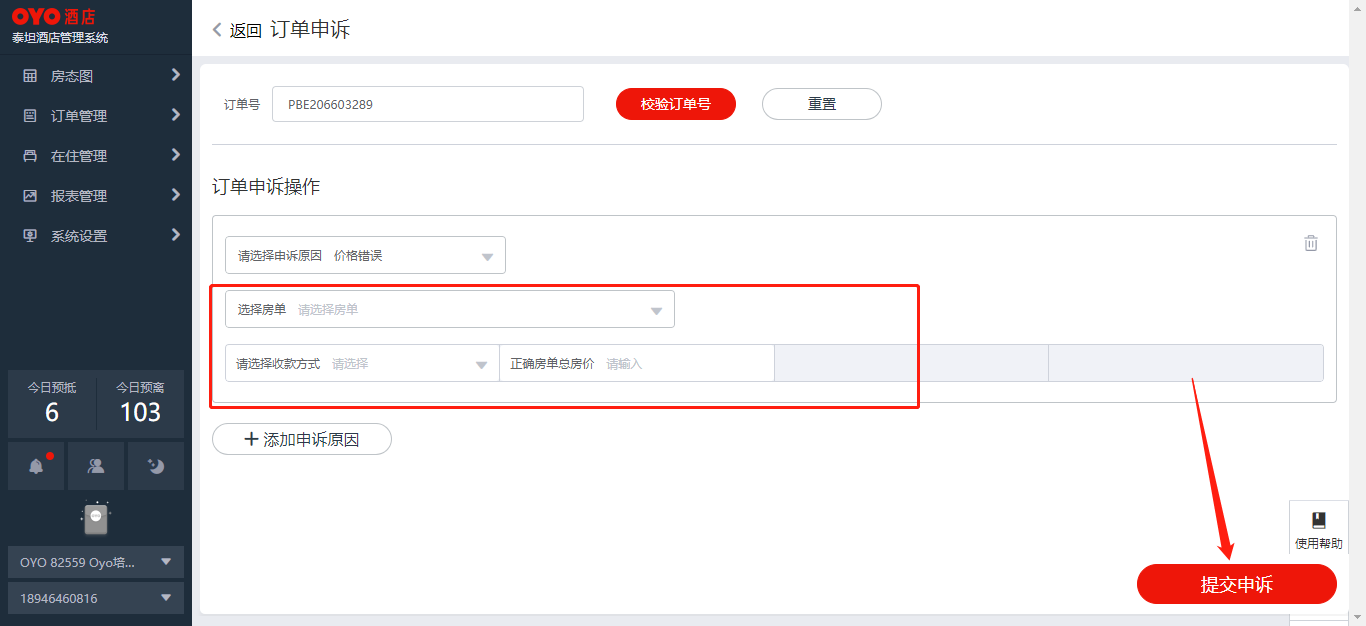 OYO 酒店
泰坦酒店管理系统
房态图
订单管理
在住管理
报表管理
系统设置
今日预抵
6
今日预离
103
OYO 82559 Oyo培...
18946460816
返回 订单申诉
订单号 PBE206603289 校验订单号 重置
订单申诉操作
请选择申诉原因 价格错误
选择房单 请选择房单
请选择收款方式 请选择 正确房单总房价 请输入
添加申诉原因
使用帮助
提交申诉